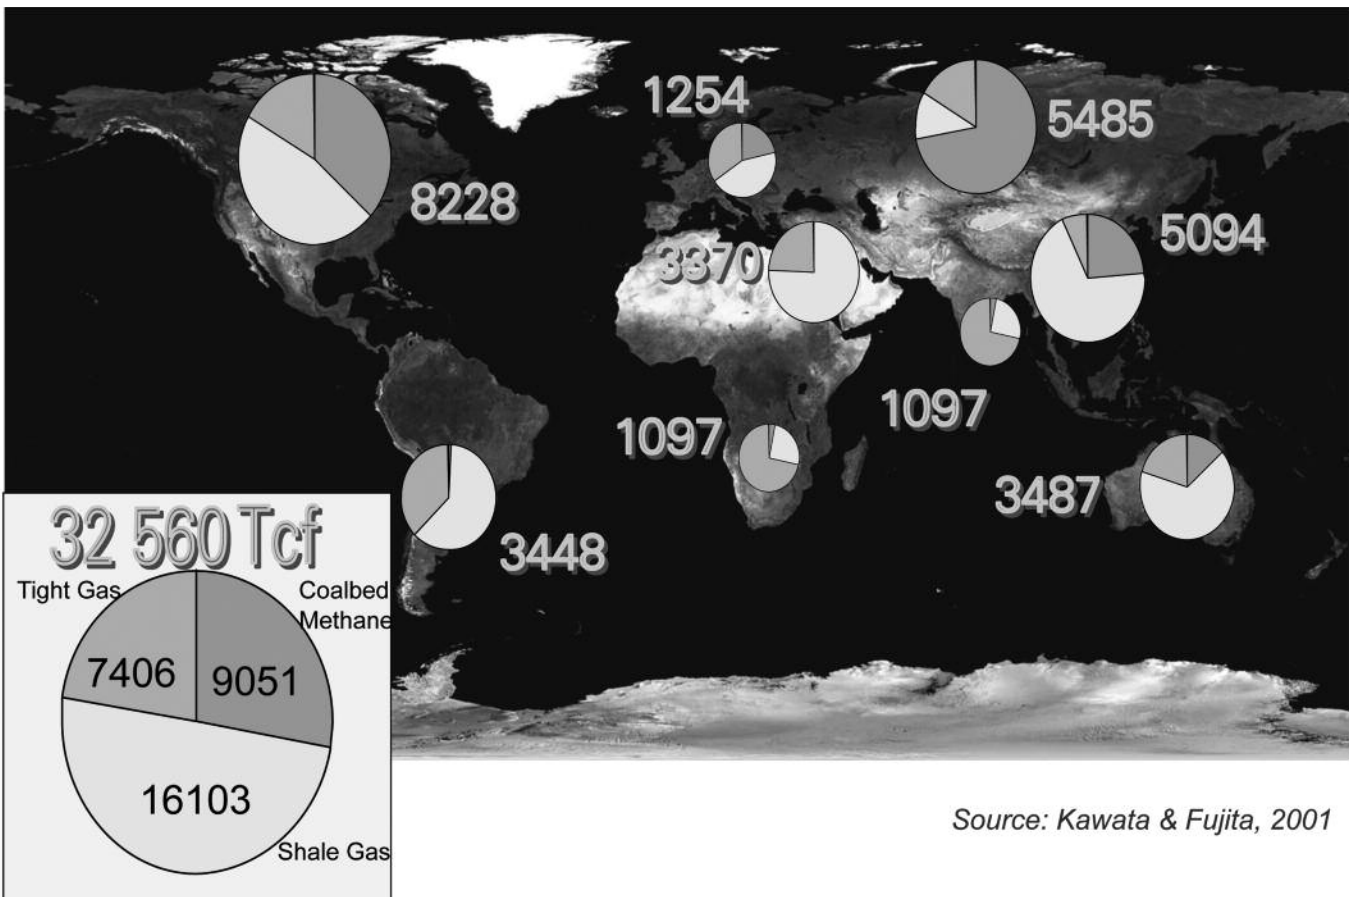 1254
5485
8228
5094
3370
1097
1097
3487
3448
32 560 Tcf
Tight Gas
Coalbed
Methane
7406
9051
16103
Shale Gas
Source: Kawata & Fujita, 2001